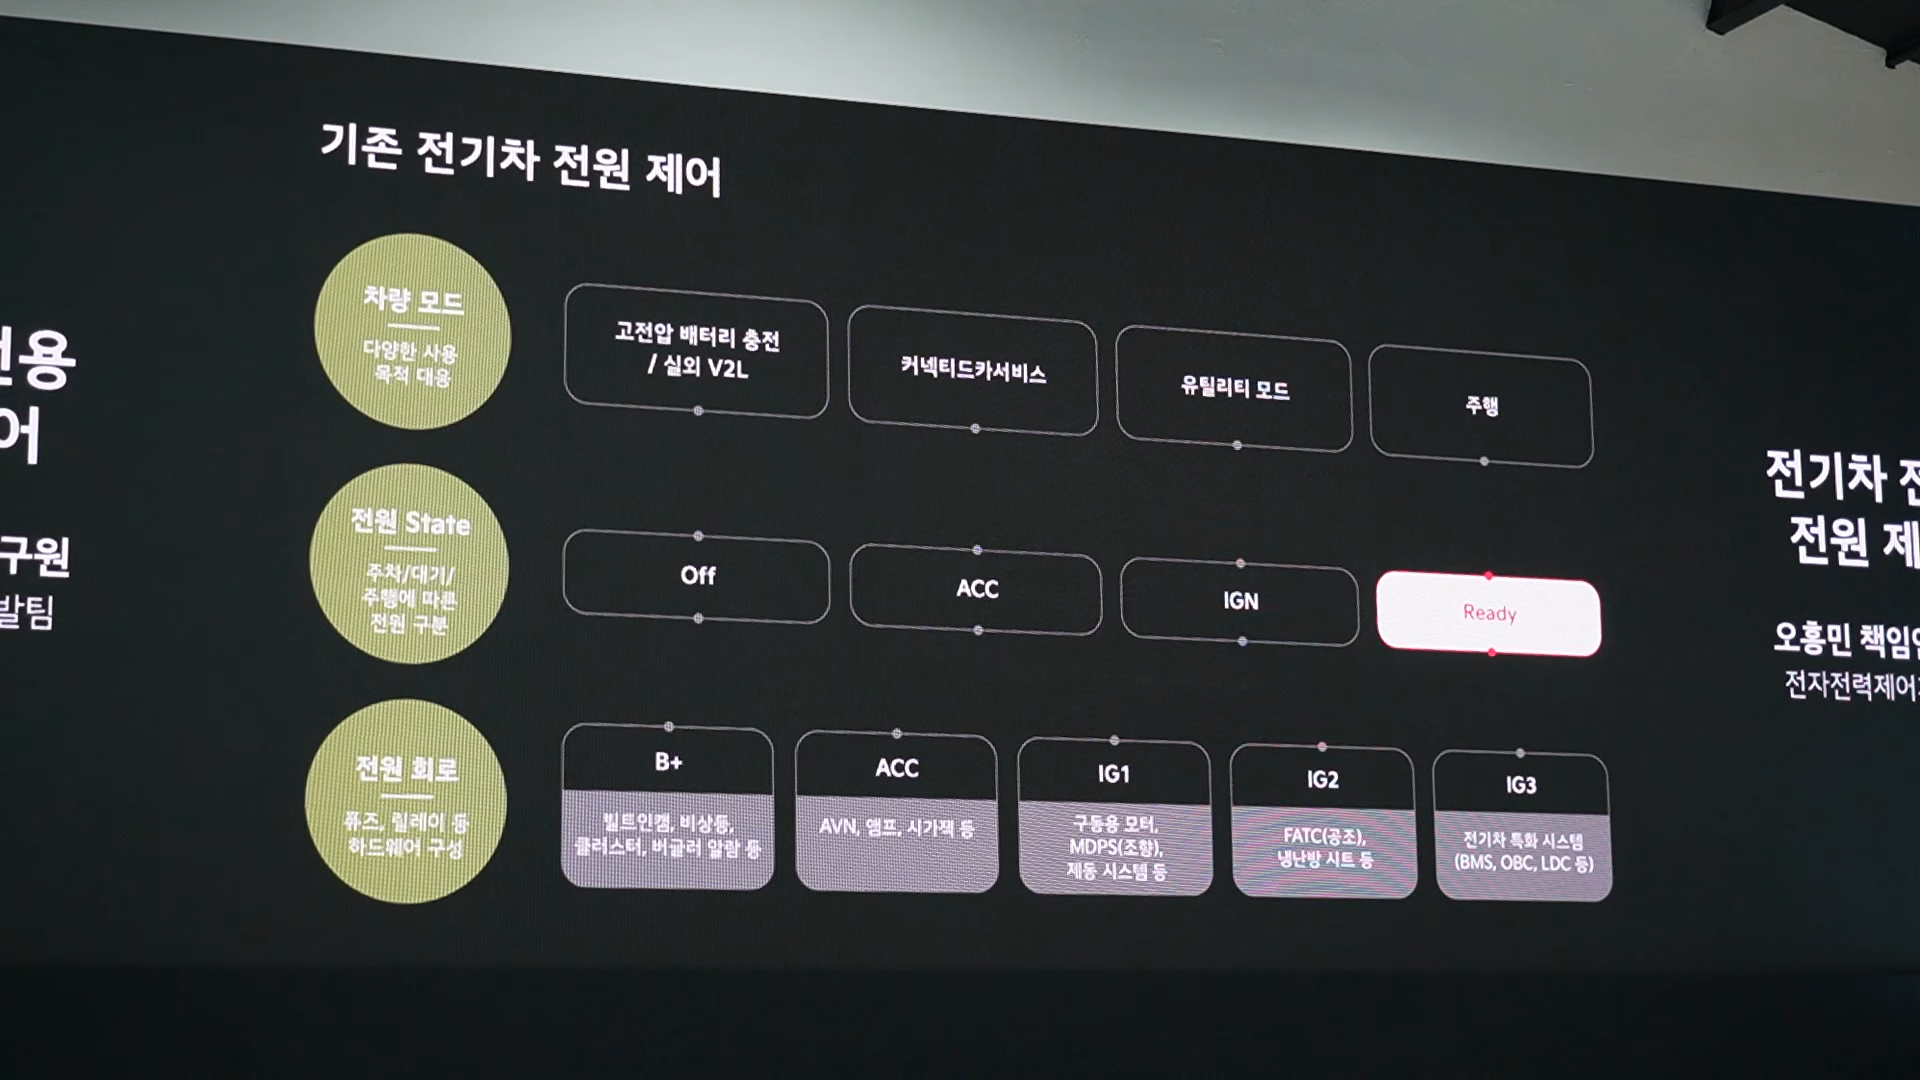 기존 전기차 전원 제어
차량 모드
다양한 사용
목적 대응
고전압 배터리 충전
/ 실외 V2L
커넥티드카서비스
유틸리티 모드
주행
전원 State
주차/대기/
주행에 따른
전원 구분
Off
ACC
IGN
Ready
전원 회로
퓨즈, 릴레이 등
하드웨어 구성
B+
빌트인캠, 비상등,
클러스터, 버글러 알람 등
ACC
AVN, 앰프, 시가잭 등
IG1
구동용 모터,
MDPS(조향),
제동 시스템 등
IG2
FATC(공조),
냉난방 시트 등
IG3
전기차 특화 시스템
(BMS, OBC, LDC 등)
용
어
구원
발팀
전기차
전원 제
오흥민 책임
전자전력제어